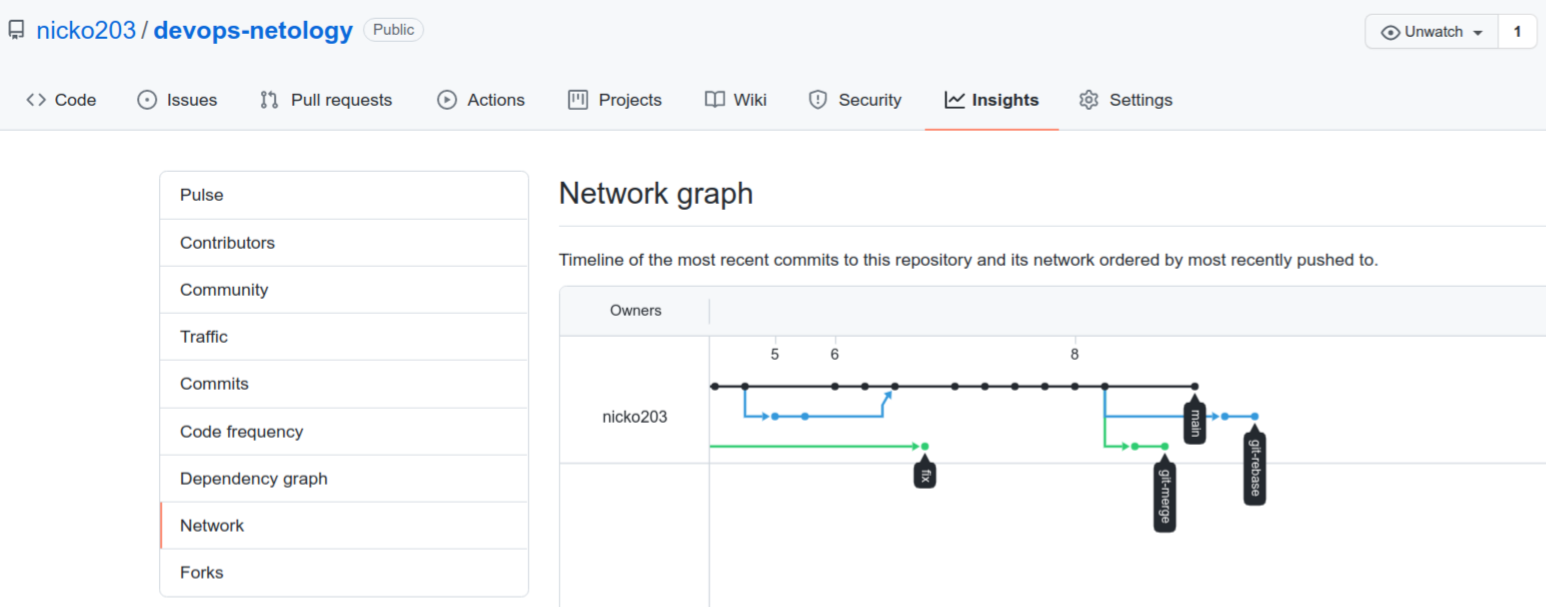 nicko203 / devops-netology Public
Unwatch 1
Code Issues Pull requests Actions Projects Wiki Security Insights Settings
Pulse
Contributors
Community
Traffic
Commits
Code frequency
Dependency graph
Network
Forks
Network graph
Timeline of the most recent commits to this repository and its network ordered by most recently pushed to.
Owners
5 6 8
nicko203
main
fix
git-merge
git-rebase